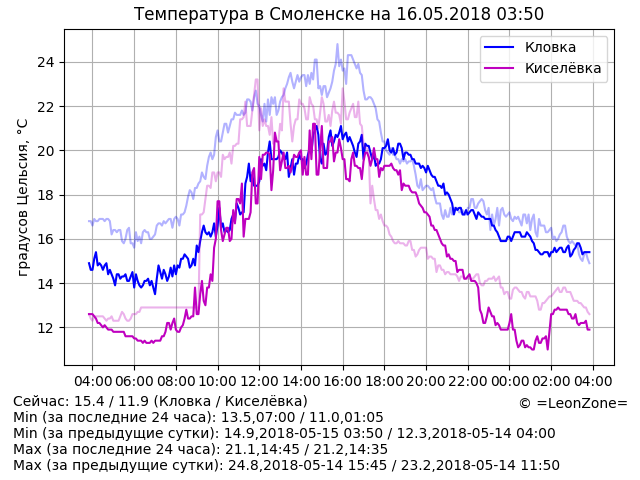 Температура в Смоленске на 16.05.2018 03:50
Кловка
Киселёвка
градусов Цельсия, °C
24
22
20
18
16
14
12
04:00 06:00 08:00 10:00 12:00 14:00 16:00 18:00 20:00 22:00 00:00 02:00 04:00
Сейчас: 15.4 / 11.9 (Кловка / Киселёвка)
© =LeonZone=
Min (за последние 24 часа): 13.5,07:00 / 11.0,01:05
Min (за предыдущие сутки): 14.9,2018-05-15 03:50 / 12.3,2018-05-14 04:00
Max (за последние 24 часа): 21.1,14:45 / 21.2,14:35
Max (за предыдущие сутки): 24.8,2018-05-14 15:45 / 23.2,2018-05-14 11:50